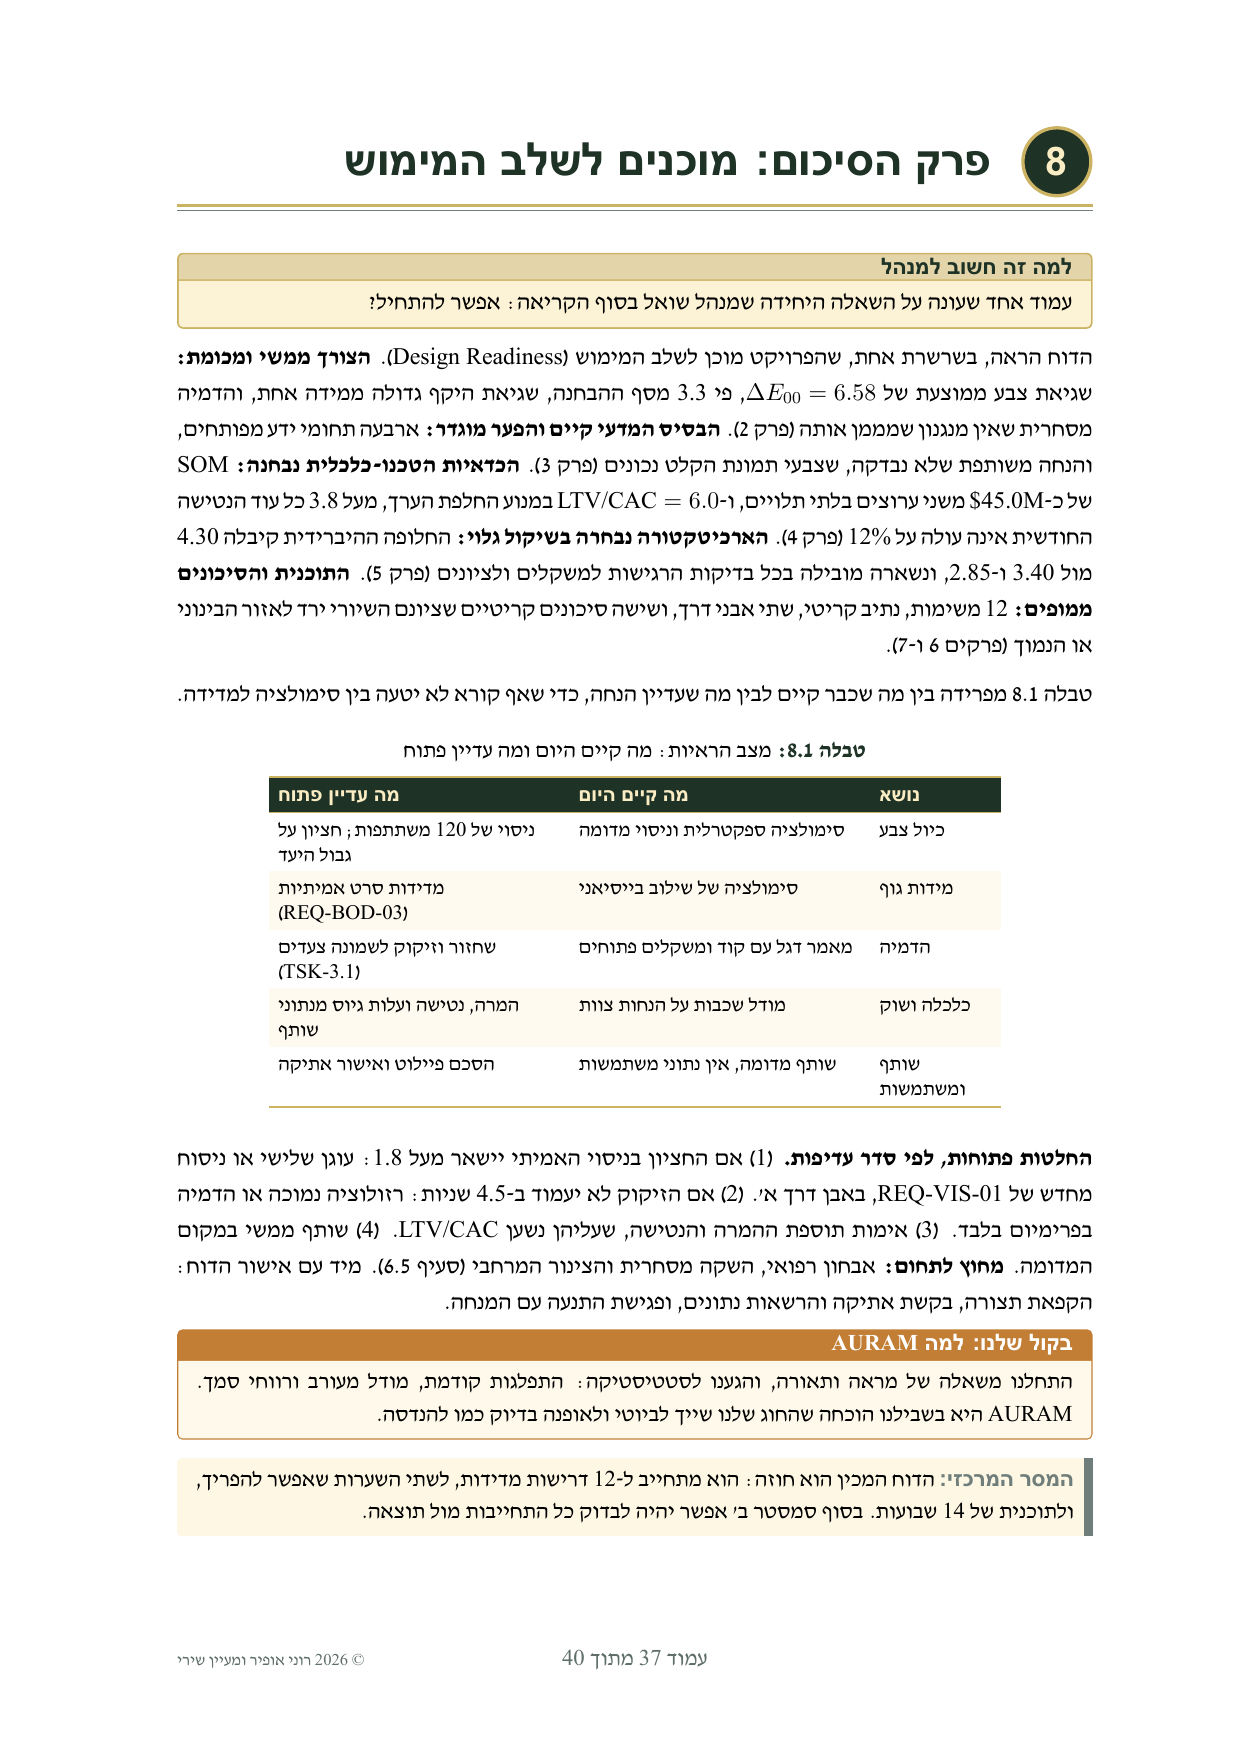 8 פרק הסיכום: מוכנים לשלב המימוש
למה זה חשוב למנהל
עמוד אחד שעונה על השאלה היחידה שמנהל שואל בסוף הקריאה: אפשר להתחיל?
הדוח הראה, בשרשרת אחת, שהפרויקט מוכן לשלב המימוש (Design Readiness). הצורך ממשי ומכומת:
שגיאת צבע ממוצעת של ΔE₀₀ = 6.58, פי 3.3 מסף ההבחנה, שגיאת היקף גדולה ממידה אחת, והדמיה
מסחרית שאין מנגנון שמממן אותה (פרק 2). הבסיס המדעי קיים והפער מוגדר: ארבעה תחומי ידע מפותחים,
והנחה משותפת שלא נבדקה, שצבעי תמונת הקלט נכונים (פרק 3). הכדאיות הטכנו-כלכלית נבחנה: SOM
של כ-$45.0M משני ערוצים בלתי תלויים, ו-LTV/CAC = 6.0 במנוע החלפת הערך, מעל 3.8 כל עוד הנטישה
החודשית אינה עולה על 12% (פרק 4). הארכיטקטורה נבחרה בשיקול גלוי: החלופה ההיברידית קיבלה 4.30
מול 3.40 ו-2.85, ונשארה מובילה בכל בדיקות הרגישות למשקלים ולציונים (פרק 5). התוכנית והסיכונים
ממופים: 12 משימות, נתיב קריטי, שתי אבני דרך, ושישה סיכונים קריטיים שציונם השיורי ירד לאזור הבינוני
או הנמוך (פרקים 6 ו-7).
טבלה 8.1 מפרידה בין מה שכבר קיים לבין מה שעדיין הנחה, כדי שאף קורא לא יטעה בין סימולציה למדידה.
טבלה 8.1: מצב הראיות: מה קיים היום ומה עדיין פתוח
נושא מה קיים היום מה עדיין פתוח
כיול צבע סימולציה ספקטרלית וניסוי מדומה ניסוי של 120 משתתפות; חציון על
גבול היעד
מידות גוף סימולציה של שילוב בייסיאני מדידות סרט אמיתיות
(REQ-BOD-03)
הדמיה מאמר דגל עם קוד ומשקלים פתוחים שחזור וזיקוק לשמונה צעדים
(TSK-3.1)
כלכלה ושוק מודל שכבות על הנחות צוות המרה, נטישה ועלות גיוס מנתוני
שותף
שותף שותף מדומה, אין נתוני משתמשות הסכם פיילוט ואישור אתיקה
ומשתמשות
החלטות פתוחות, לפי סדר עדיפות. (1) אם החציון בניסוי האמיתי יישאר מעל 1.8: עוגן שלישי או ניסוח
מחדש של REQ-VIS-01, באבן דרך א׳. (2) אם הזיקוק לא יעמוד ב-4.5 שניות: רזולוציה נמוכה או הדמיה
בפרימיום בלבד. (3) אימות תוספת ההמרה והנטישה, שעליהן נשען LTV/CAC. (4) שותף ממשי במקום
המדומה. מחוץ לתחום: אבחון רפואי, השקה מסחרית והצינור המרחבי (סעיף 6.5). מיד עם אישור הדוח:
הקפאת תצורה, בקשת אתיקה והרשאות נתונים, ופגישת התנעה עם המנחה.
בקול שלנו: למה AURAM
התחלנו משאלה של מראה ותאורה, והגענו לסטטיסטיקה: התפלגות קודמת, מודל מעורב ורווחי סמך.
AURAM היא בשבילנו הוכחה שהחוג שלנו שייך לביוטי ולאופנה בדיוק כמו להנדסה.
המסר המרכזי: הדוח המכין הוא חוזה: הוא מתחייב ל-12 דרישות מדידות, לשתי השערות שאפשר להפריך,
ולתוכנית של 14 שבועות. בסוף סמסטר ב׳ אפשר יהיה לבדוק כל התחייבות מול תוצאה.
עמוד 37 מתוך 40
© 2026 רוני אופיר ומעיין שירי